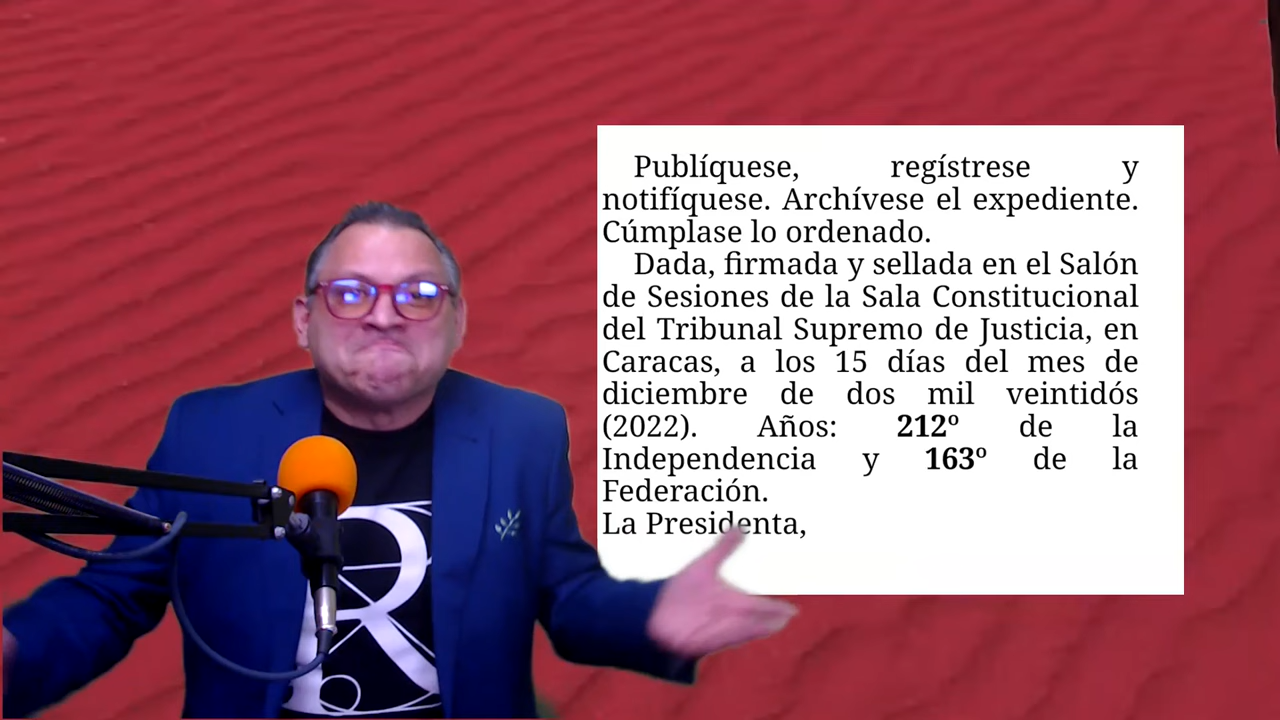 Publíquese, regístrese y
notifíquese. Archívese el expediente.
Cúmplase lo ordenado.
Dada, firmada y sellada en el Salón
de Sesiones de la Sala Constitucional
del Tribunal Supremo de Justicia, en
Caracas, a los 15 días del mes de
diciembre de dos mil veintidós
(2022). Años: 212º de la
Independencia y 163º de la
Federación.
La Presidenta,
R